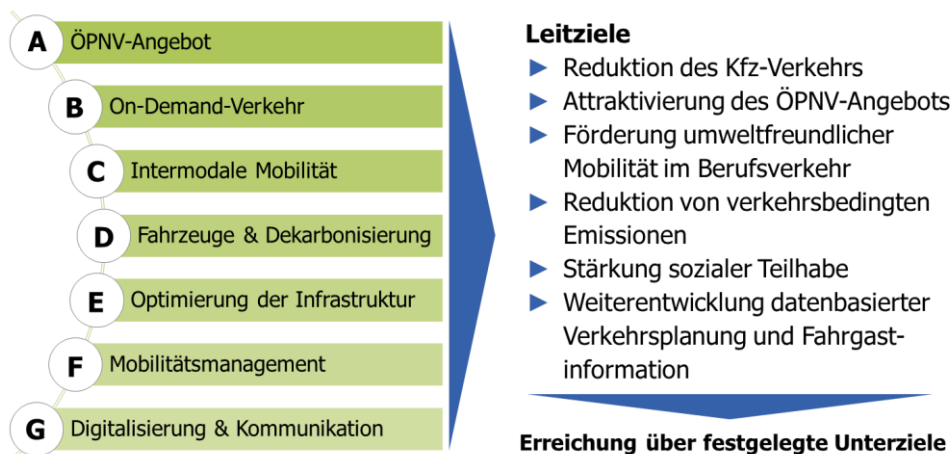 A ÖPNV-Angebot
B On-Demand-Verkehr
C Intermodale Mobilität
D Fahrzeuge & Dekarbonisierung
E Optimierung der Infrastruktur
F Mobilitätsmanagement
G Digitalisierung & Kommunikation
Leitziele
► Reduktion des Kfz-Verkehrs
► Attraktivierung des ÖPNV-Angebots
► Förderung umweltfreundlicher
Mobilität im Berufsverkehr
► Reduktion von verkehrsbedingten
Emissionen
► Stärkung sozialer Teilhabe
► Weiterentwicklung datenbasierter
Verkehrsplanung und Fahrgast-
information
Erreichung über festgelegte Unterziele